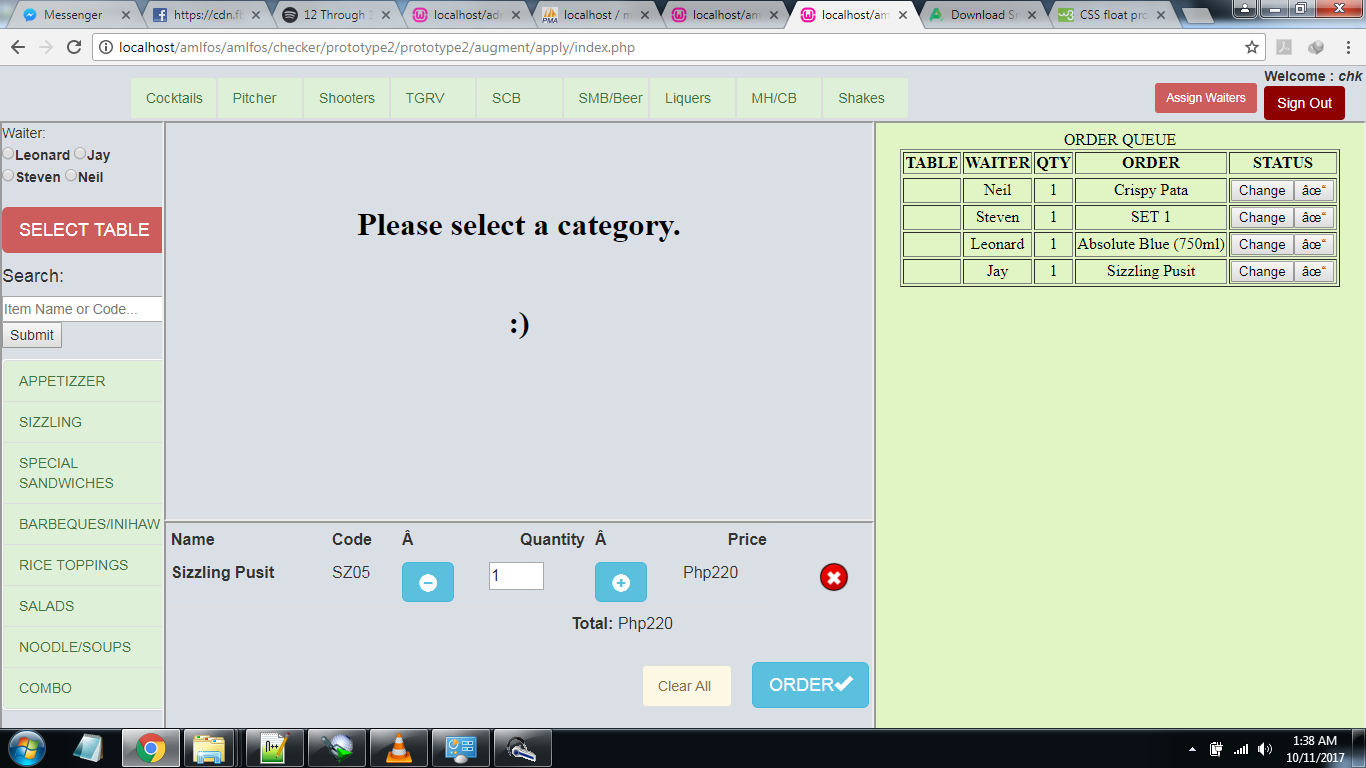 Messenger
https://cdn.f
12 Through
localhost/ad
localhost / m
localhost/am
localhost/am
Download S
CSS float pro
localhost/amlfos/amlfos/checker/prototype2/prototype2/augment/apply/index.php
Welcome : chk
Cocktails Pitcher Shooters TGRV SCB SMB/Beer Liquers MH/CB Shakes
Assign Waiters
Sign Out
Waiter:
Leonard Jay
Steven Neil
SELECT TABLE
Search:
Item Name or Code...
Submit
APPETIZZER
SIZZLING
SPECIAL
SANDWICHES
BARBEQUES/INIHAW
RICE TOPPINGS
SALADS
NOODLE/SOUPS
COMBO
Please select a category.
:)
Name Code Â Quantity Â Price
Sizzling Pusit SZ05 1 Php220
Total: Php220
Clear All
ORDER
ORDER QUEUE
TABLE WAITER QTY ORDER STATUS
Neil 1 Crispy Pata Change âœ“
Steven 1 SET 1 Change âœ“
Leonard 1 Absolute Blue (750ml) Change âœ“
Jay 1 Sizzling Pusit Change âœ“
1:38 AM
10/11/2017